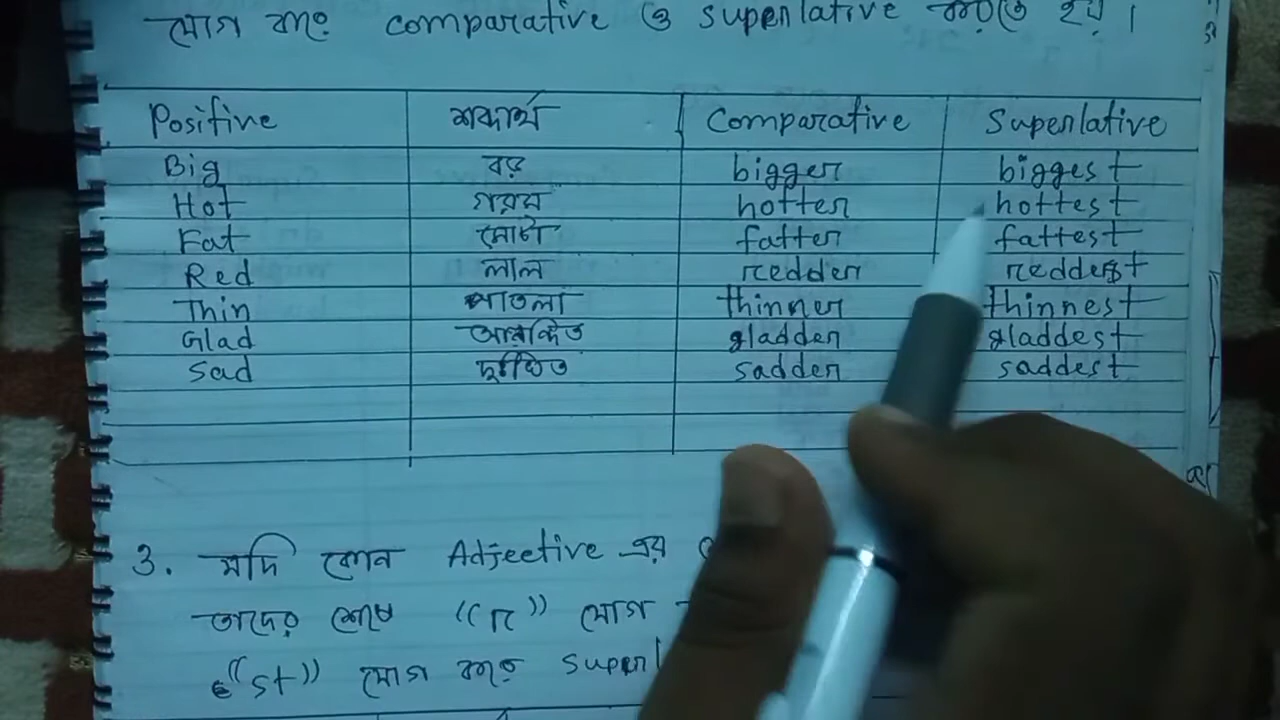 যোগ করে comparative ও superlative করতে হয়।
Positive শব্দার্থ Comparative Superlative
Big বড় bigger biggest
Hot গরম hotter hottest
Fat মোটা fatter fattest
Red লাল redder reddest
Thin পাতলা thinner thinnest
Glad আনন্দিত gladder gladdest
Sad দুঃখিত sadder saddest
3. যদি কোন Adjective এর
তাদের শেষে "r" যোগ
"st" যোগ করে superl